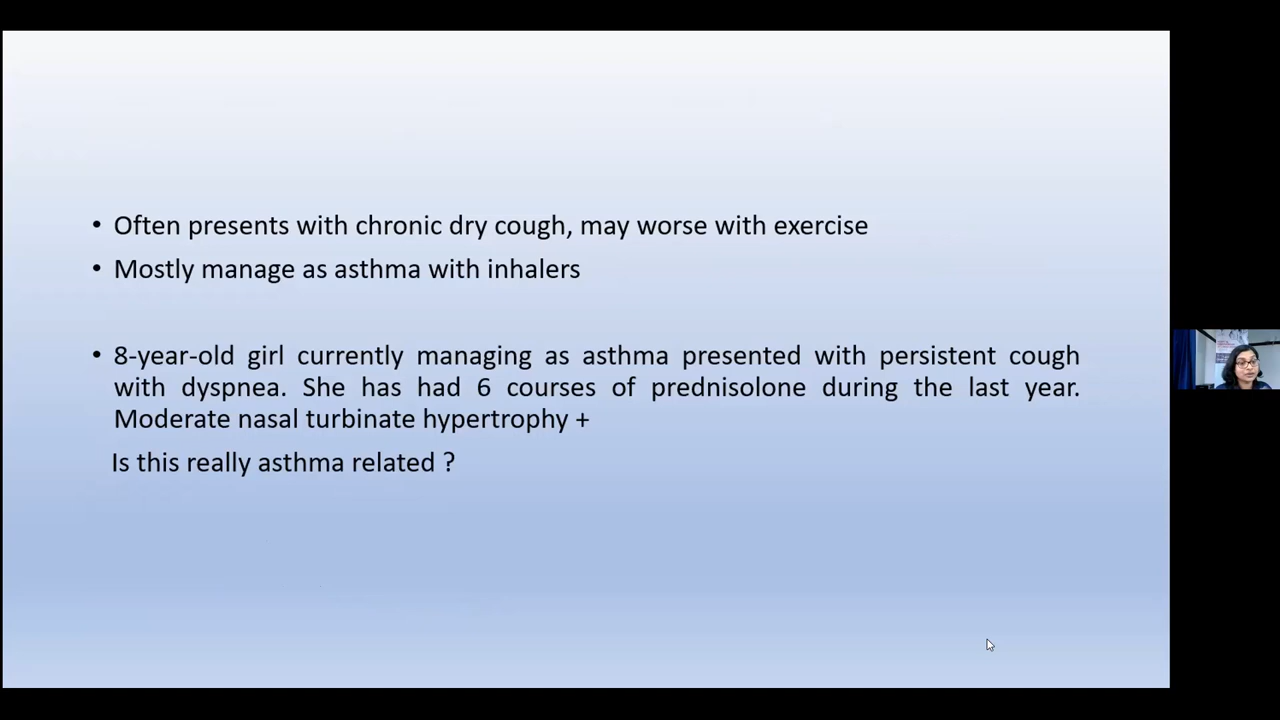 • Often presents with chronic dry cough, may worse with exercise
• Mostly manage as asthma with inhalers
• 8-year-old girl currently managing as asthma presented with persistent cough
with dyspnea. She has had 6 courses of prednisolone during the last year.
Moderate nasal turbinate hypertrophy +
Is this really asthma related ?